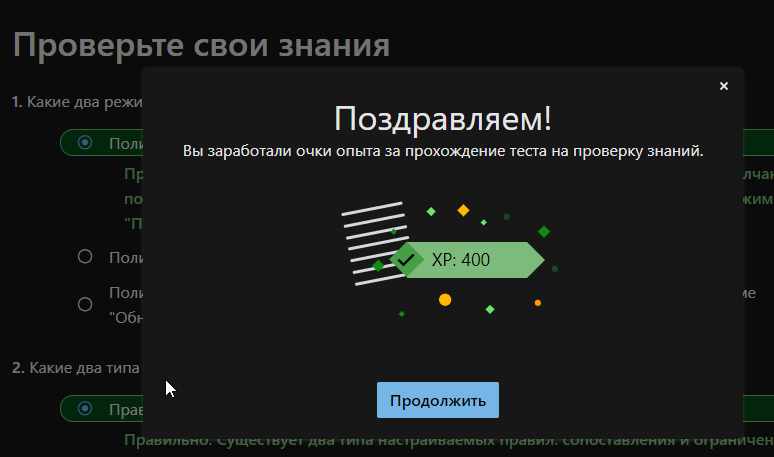 Проверьте свои знания
1. Какие два режи
Поздравляем!
Вы заработали очки опыта за прохождение теста на проверку знаний.
Поли
Пр
по
жим
"П
XP: 400
Поли
Поли
ме
"Обн
2. Какие два типа
Продолжить
Прав
Правильно. Существует два типа настраиваемых правил: сопоставления и ограничен